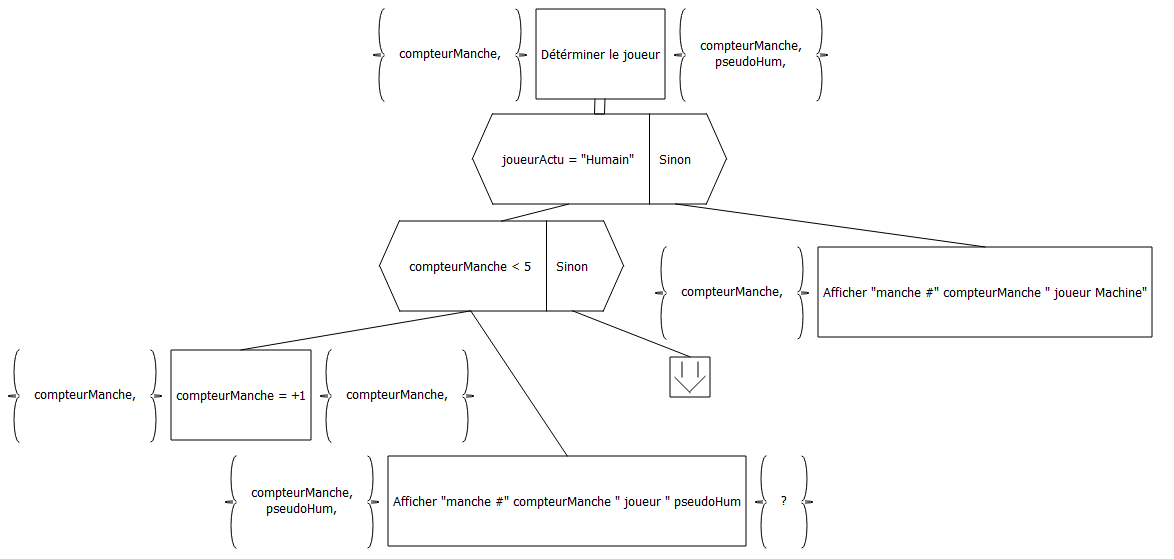 compteurManche,
Détérminer le joueur
compteurManche,
pseudoHum,
joueurActu = "Humain"
Sinon
compteurManche < 5
Sinon
compteurManche,
Afficher "manche #" compteurManche " joueur Machine"
compteurManche,
compteurManche = +1
compteurManche,
compteurManche,
pseudoHum,
Afficher "manche #" compteurManche " joueur " pseudoHum
?